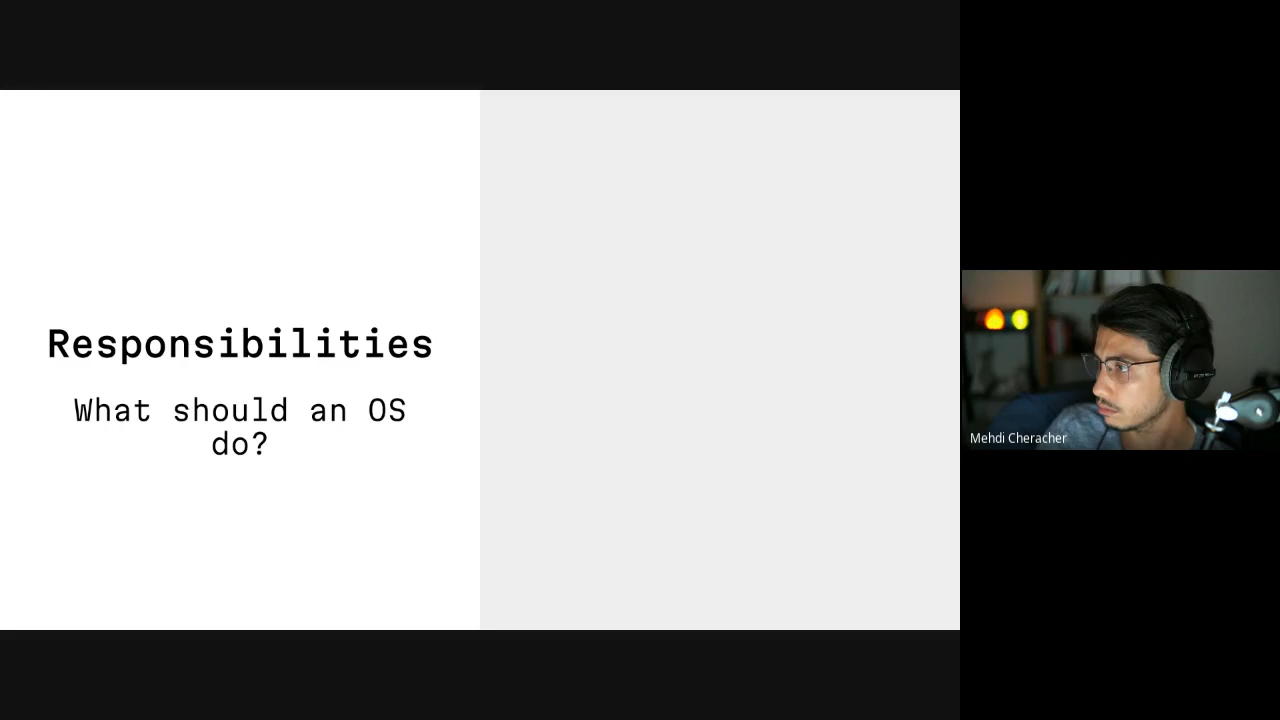 Responsibilities
What should an OS
do?
Mehdi Cheracher